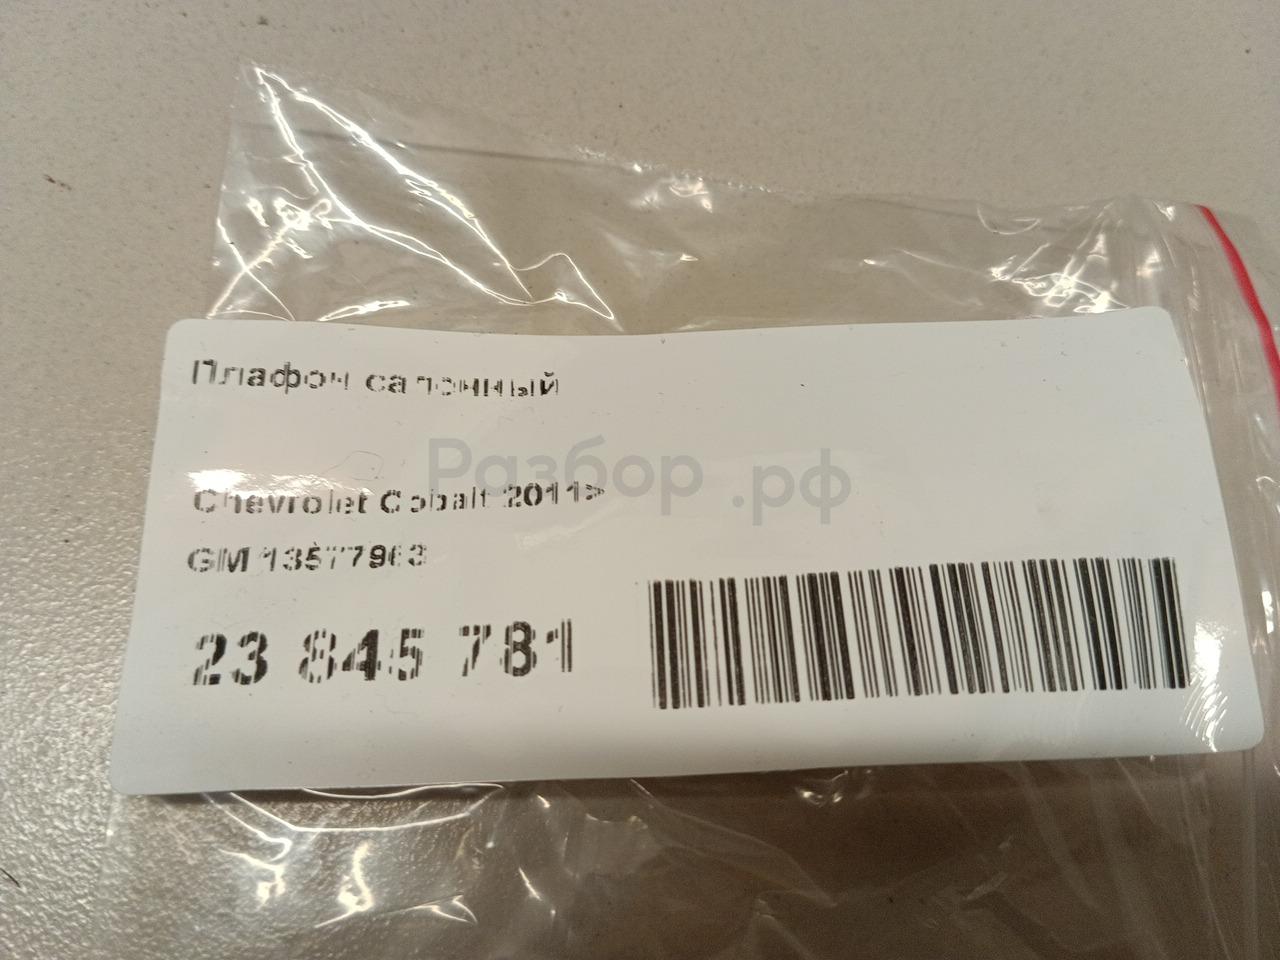 Плафон салонный
Разбор.рф
Chevrolet Cobalt 2011>
GM 13577963
23 845 781